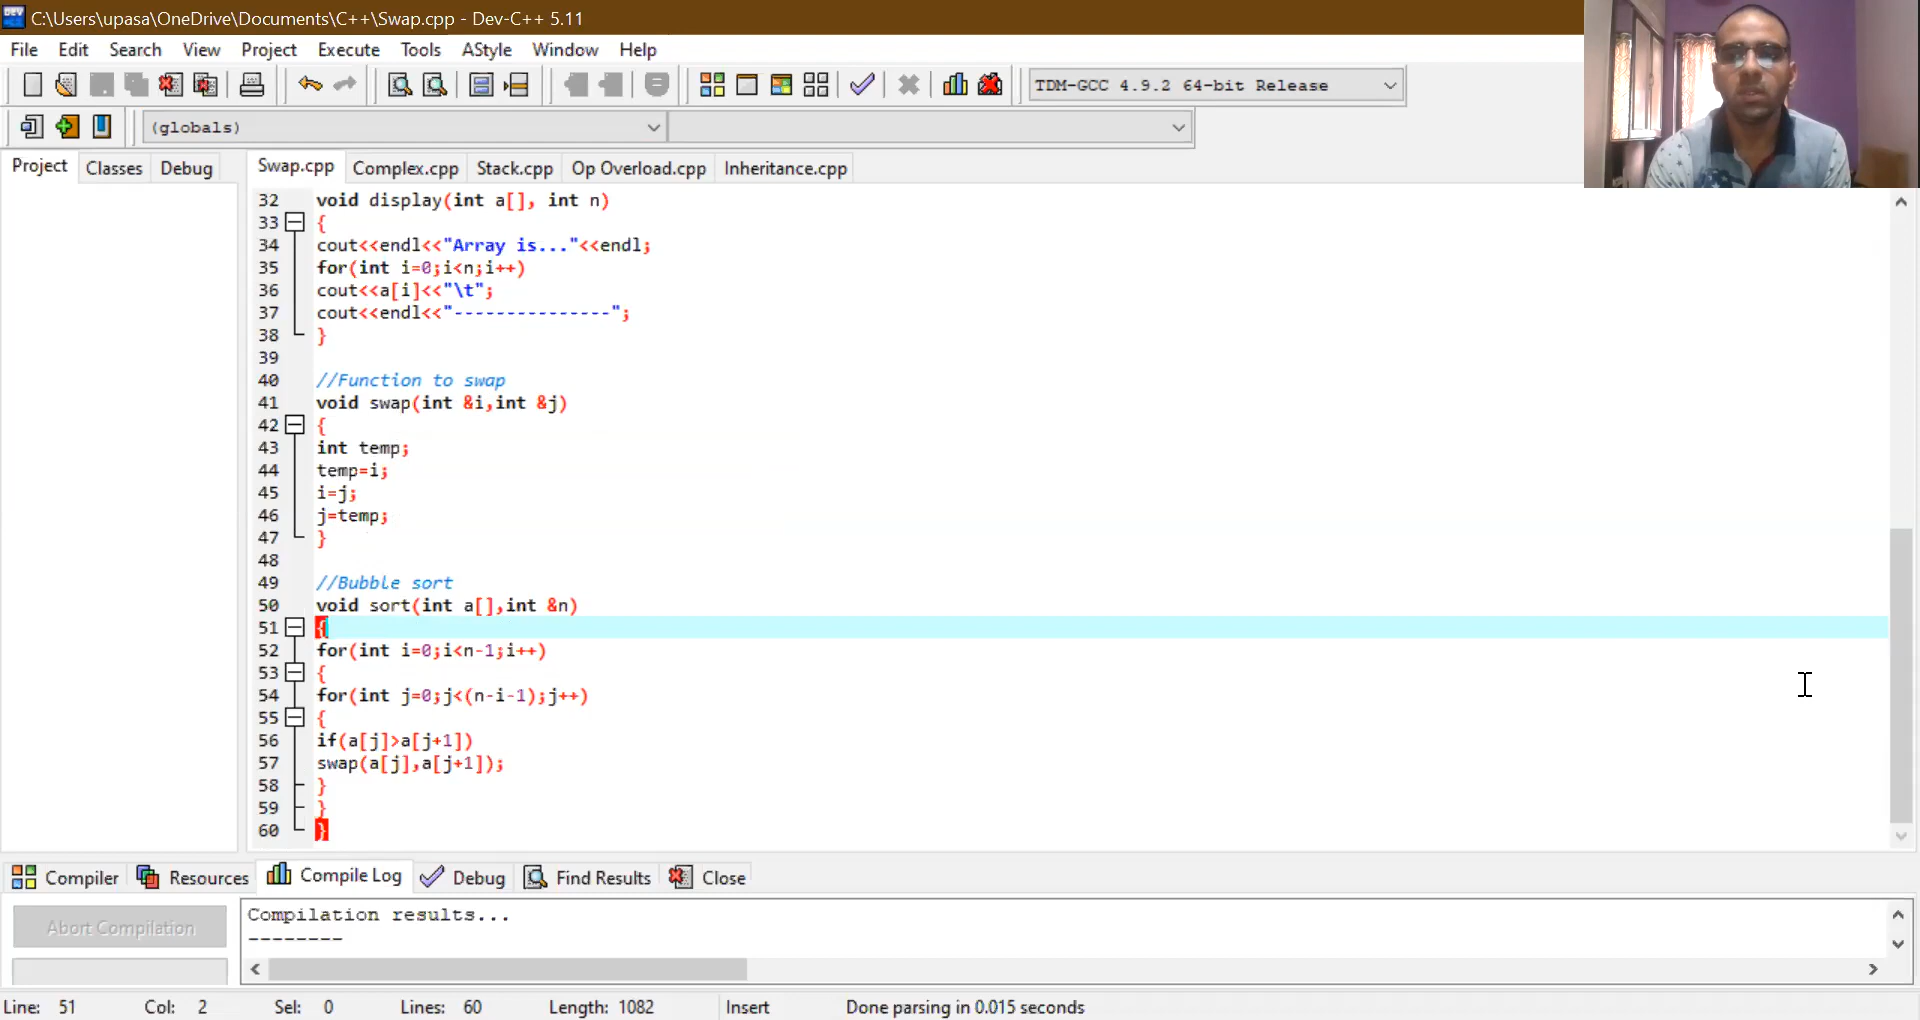 C:\Users\upasa\OneDrive\Documents\C++\Swap.cpp - Dev-C++ 5.11
File Edit Search View Project Execute Tools AStyle Window Help
TDM-GCC 4.9.2 64-bit Release
(globals)
Project Classes Debug Swap.cpp Complex.cpp Stack.cpp Op Overload.cpp Inheritance.cpp
32 void display(int a[], int n)
33 {
34 cout<<endl<<"Array is..."<<endl;
35 for(int i=0;i<n;i++)
36 cout<<a[i]<<"\t";
37 cout<<endl<<"---------------";
38 }
39
40 //Function to swap
41 void swap(int &i,int &j)
42 {
43 int temp;
44 temp=i;
45 i=j;
46 j=temp;
47 }
48
49 //Bubble sort
50 void sort(int a[],int &n)
51 {
52 for(int i=0;i<n-1;i++)
53 {
54 for(int j=0;j<(n-i-1);j++)
55 {
56 if(a[j]>a[j+1])
57 swap(a[j],a[j+1]);
58 }
59 }
60 }
Compiler Resources Compile Log Debug Find Results Close
Abort Compilation
Compilation results...
--------
Line: 51 Col: 2 Sel: 0 Lines: 60 Length: 1082 Insert Done parsing in 0.015 seconds